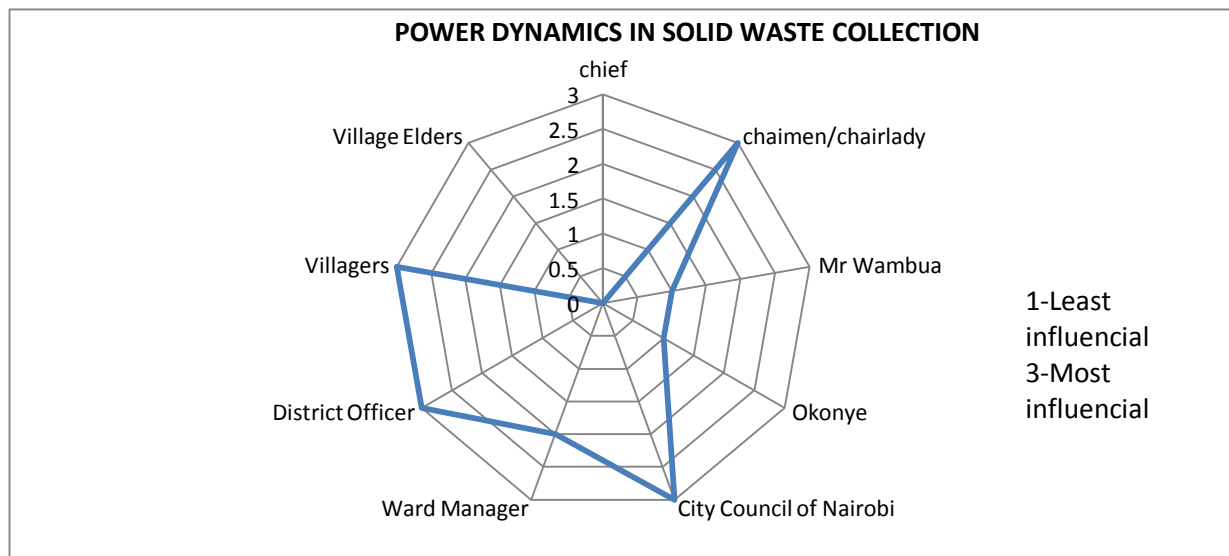 POWER DYNAMICS IN SOLID WASTE COLLECTION
chief
3
2.5
2
1.5
1
0.5
0
chaimen/chairlady
Mr Wambua
Okonye
City Council of Nairobi
Ward Manager
District Officer
Villagers
Village Elders
1-Least
influencial
3-Most
influencial